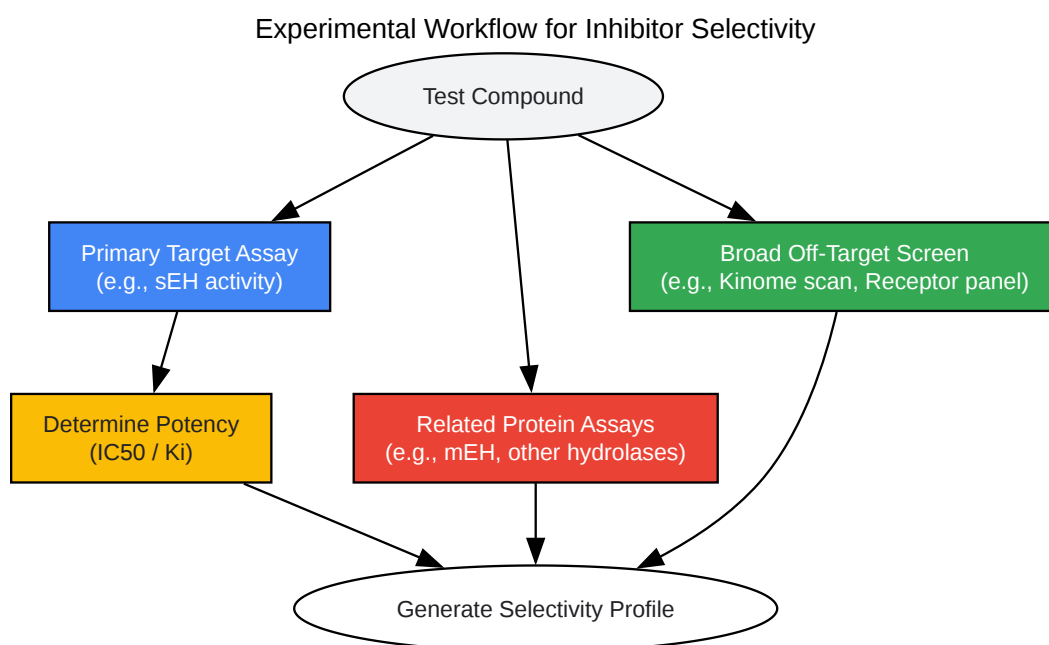 Experimental Workflow for Inhibitor Selectivity
Test Compound
Primary Target Assay
(e.g., sEH activity)
Broad Off-Target Screen
(e.g., Kinome scan, Receptor panel)
Determine Potency
(IC50 / Ki)
Related Protein Assays
(e.g., mEH, other hydrolases)
Generate Selectivity Profile